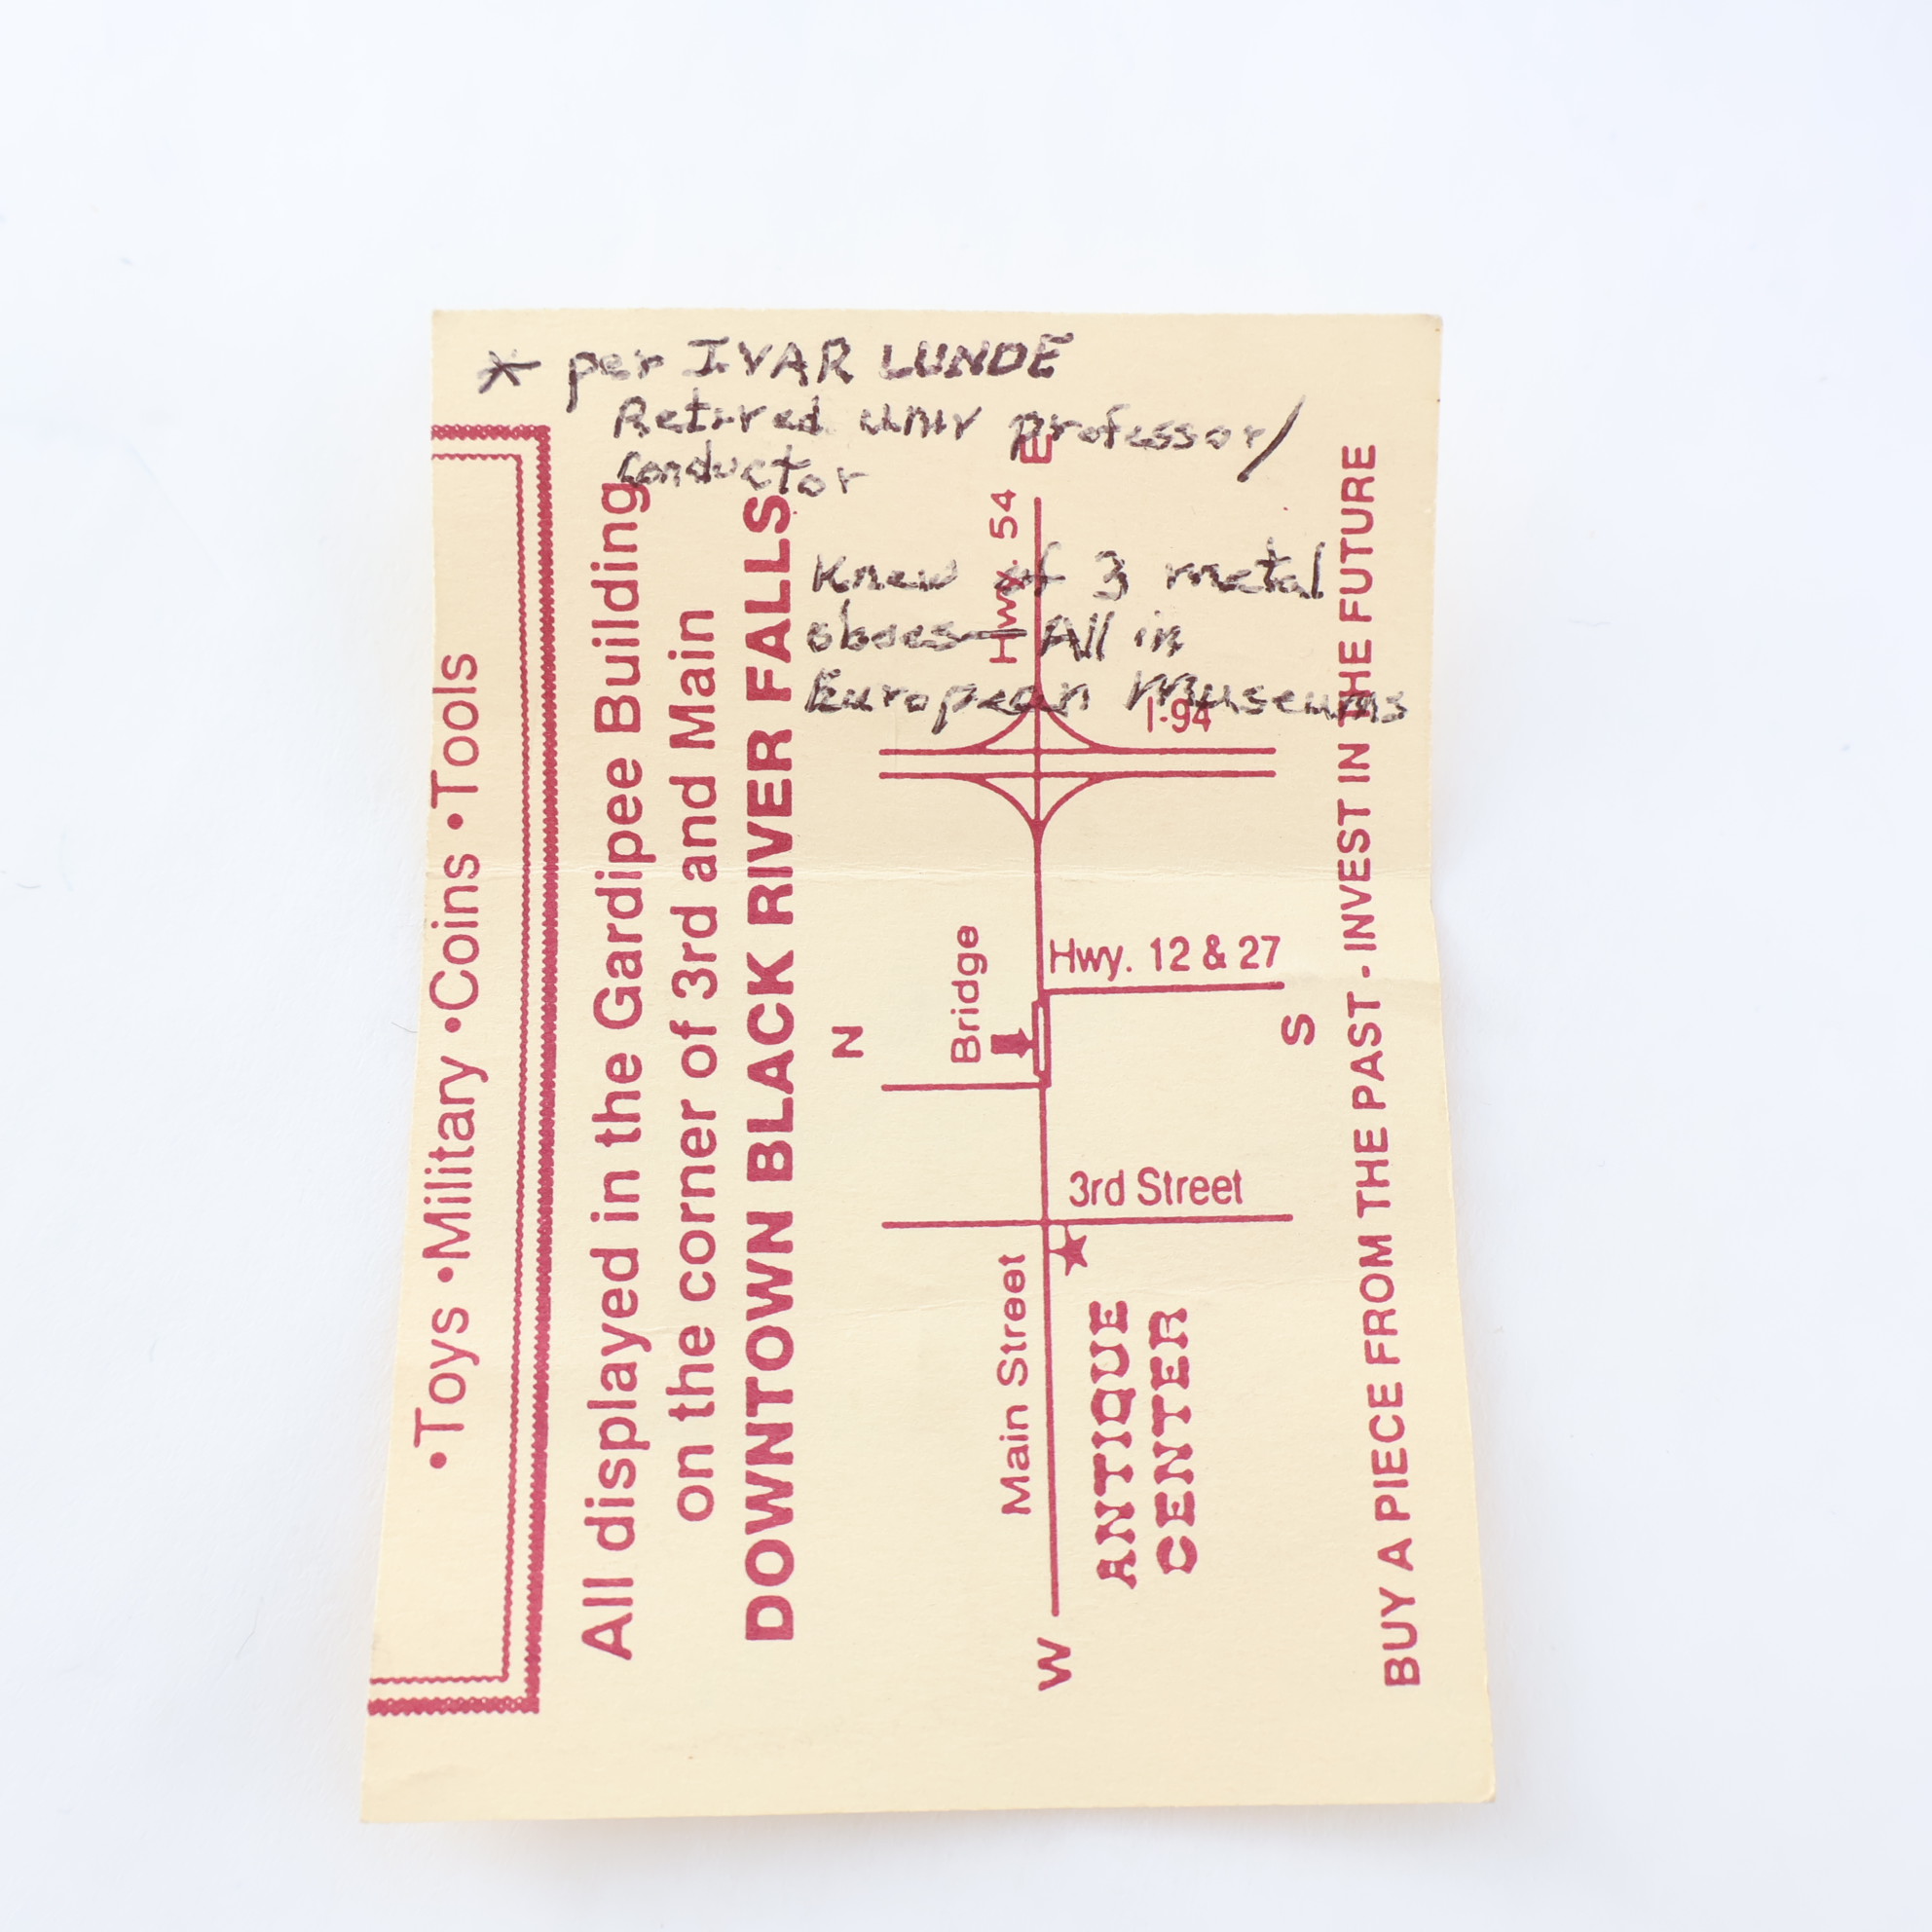 * per IVAR LUNDE
Retired univ professor/
conductor
Knew of 3 metal
oboes — All in
European Museums
•Toys •Military •Coins •Tools
All displayed in the Gardipee Building
on the corner of 3rd and Main
DOWNTOWN BLACK RIVER FALLS
N
Bridge
Hwy. 54
Main Street
W
E
I-94
Hwy. 12 & 27
3rd Street
ANTIQUE
CENTER
S
BUY A PIECE FROM THE PAST - INVEST IN THE FUTURE